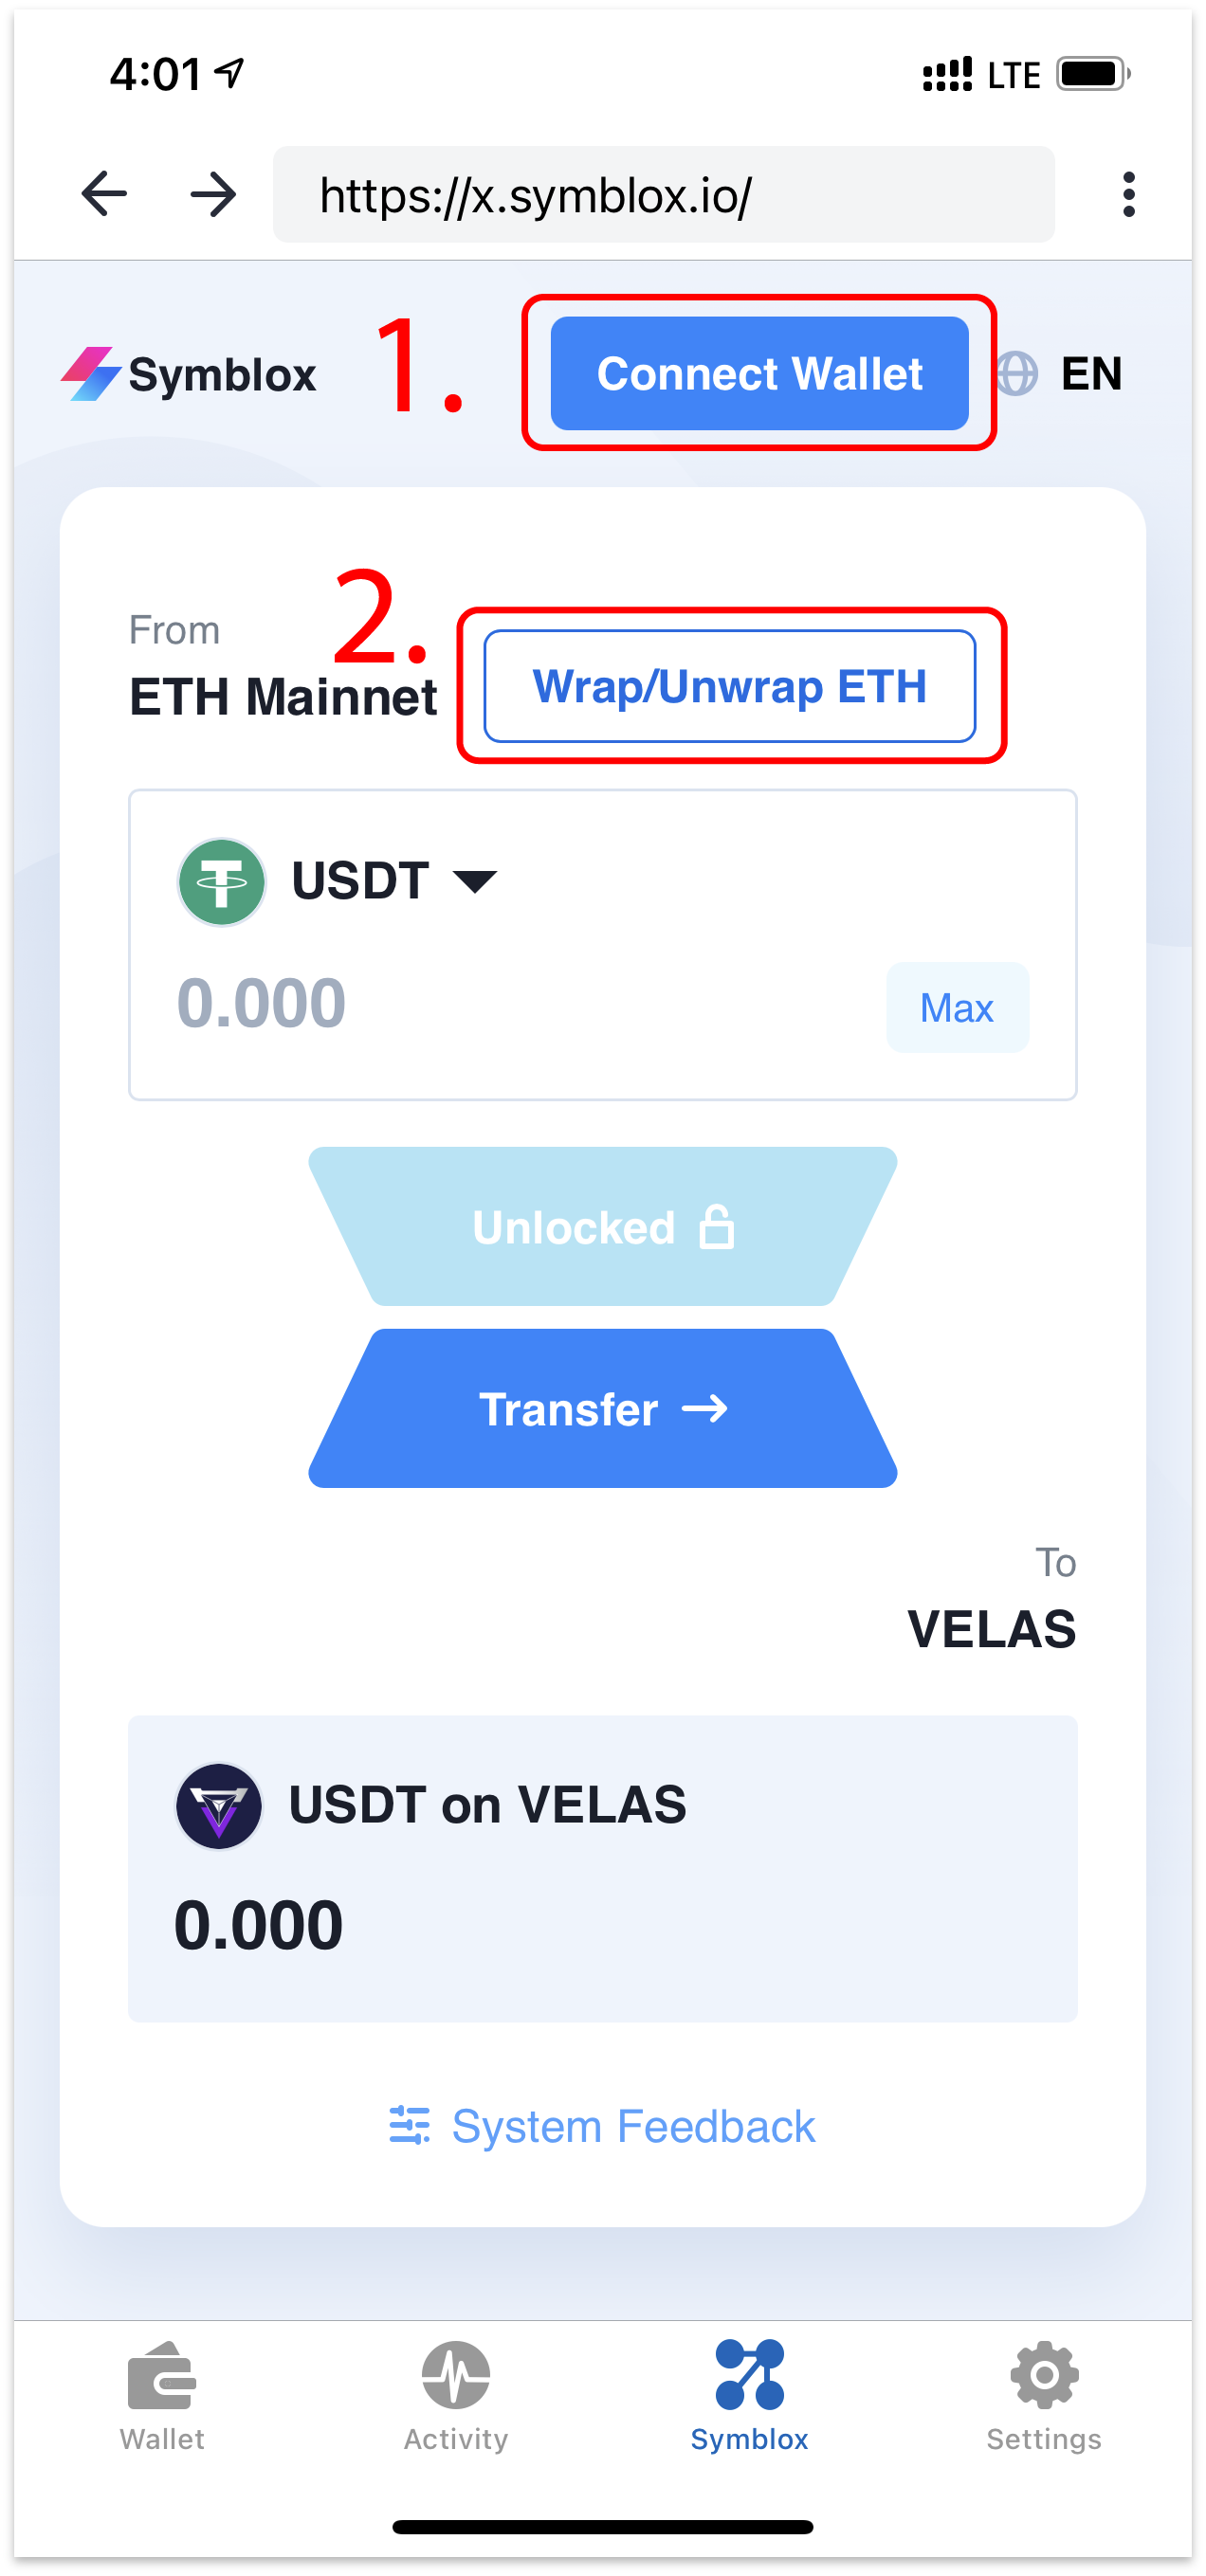 4:01 LTE
https://x.symblox.io/
Symblox 1. Connect Wallet EN
From 2.
ETH Mainnet Wrap/Unwrap ETH
USDT
0.000 Max
Unlocked
Transfer →
To
VELAS
USDT on VELAS
0.000
System Feedback
Wallet Activity Symblox Settings